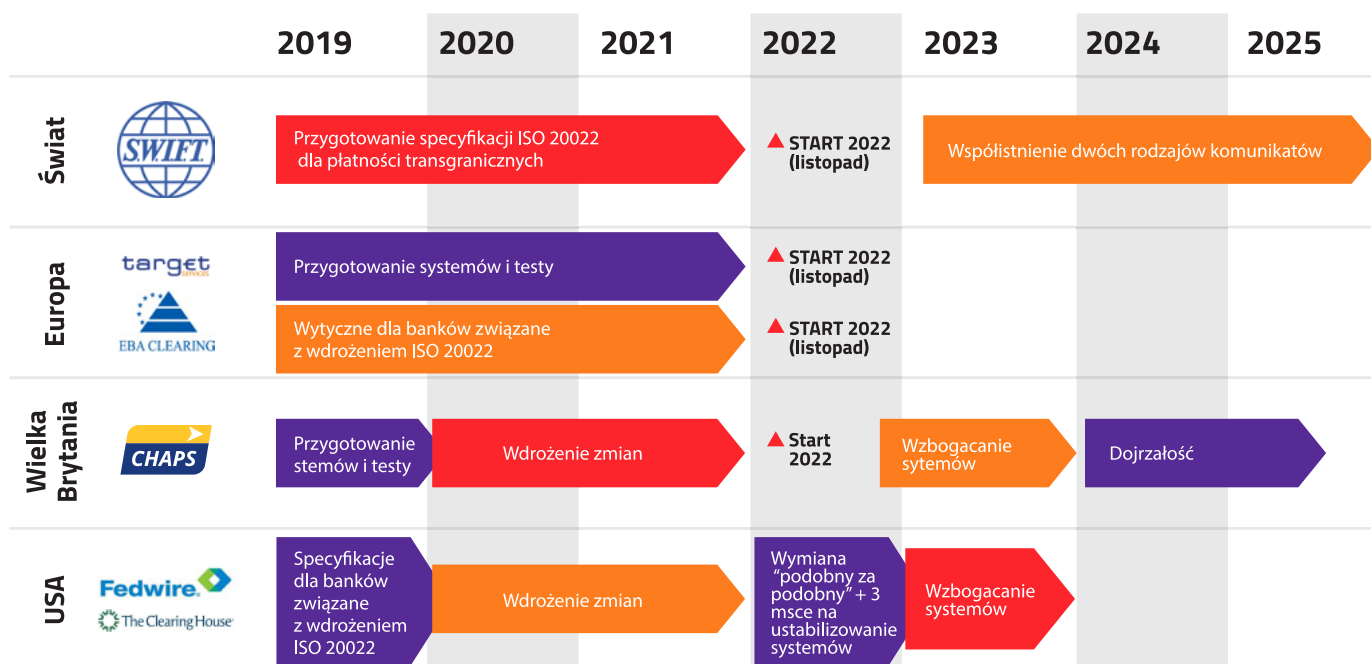 2019 2020 2021 2022 2023 2024 2025
Świat
S.W.I.F.T.
Przygotowanie specyfikacji ISO 20022
dla płatności transgranicznych
START 2022
(listopad)
Współistnienie dwóch rodzajów komunikatów
Europa
target
SERVICES
EBA CLEARING
Przygotowanie systemów i testy
START 2022
(listopad)
Wytyczne dla banków związane
z wdrożeniem ISO 20022
START 2022
(listopad)
Wielka
Brytania
CHAPS
Przygotowanie
stemów i testy
Wdrożenie zmian
Start
2022
Wzbogacanie
sytemów
Dojrzałość
USA
Fedwire
The Clearing House
Specyfikacje
dla banków
związane
z wdrożeniem
ISO 20022
Wdrożenie zmian
Wymiana
"podobny za
podobny" + 3
msce na
ustabilizowanie
systemów
Wzbogacanie
systemów